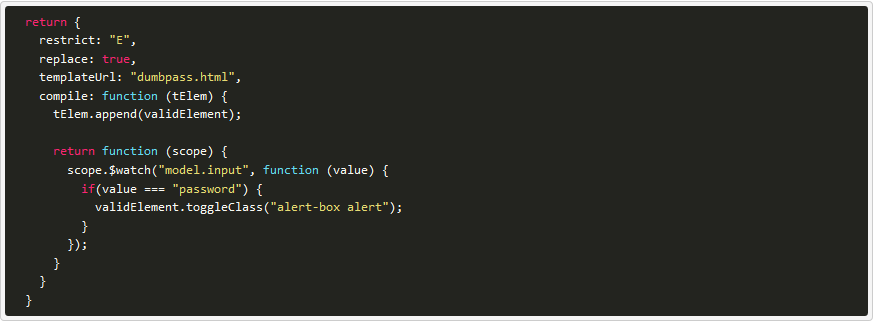 return {
restrict: "E",
replace: true,
templateUrl: "dumbpass.html",
compile: function (tElem) {
tElem.append(validElement);
return function (scope) {
scope.$watch("model.input", function (value) {
if(value === "password") {
validElement.toggleClass("alert-box alert");
}
});
}
}
}